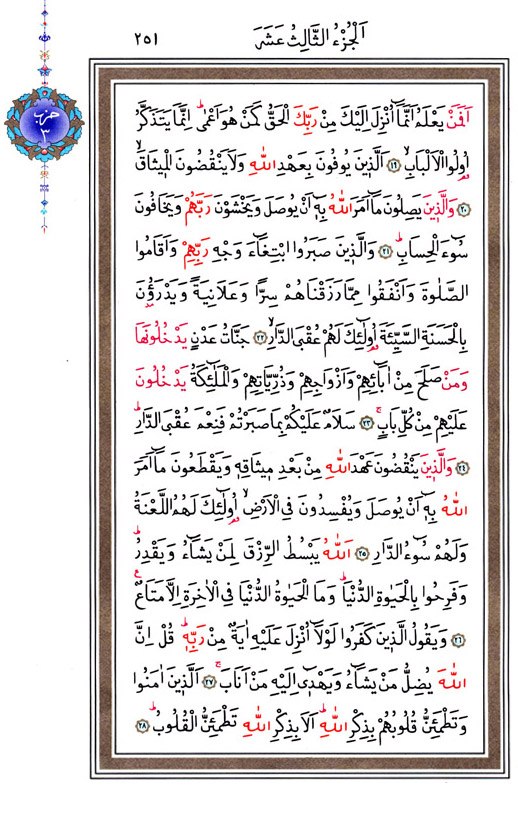 اَلْجُزْءُ الثَّالِثُ عَشَرَ
٢٥١
حزب
٣
اَفَمَنْ يَعْلَمُ اَنَّمَٓا اُنْزِلَ اِلَيْكَ مِنْ رَبِّكَ الْحَقُّ كَمَنْ هُوَ اَعْمٰىۜ اِنَّمَا يَتَذَكَّرُ
اُو۬لُوا الْاَلْبَابِۙ ﴿١٩﴾ اَلَّذ۪ينَ يُوفُونَ بِعَهْدِ اللّٰهِ وَلَا يَنْقُضُونَ الْم۪يثَاقَۙ
﴿٢٠﴾ وَالَّذ۪ينَ يَصِلُونَ مَٓا اَمَرَ اللّٰهُ بِه۪ٓ اَنْ يُوصَلَ وَيَخْشَوْنَ رَبَّهُمْ وَيَخَافُونَ
سُٓوءَ الْحِسَابِۜ ﴿٢١﴾ وَالَّذ۪ينَ صَبَرُوا ابْتِغَٓاءَ وَجْهِ رَبِّهِمْ وَاَقَامُوا
الصَّلٰوةَ وَاَنْفَقُوا مِمَّا رَزَقْنَاهُمْ سِرًّا وَعَلَانِيَةً وَيَدْرَؤُ۫نَ
بِالْحَسَنَةِ السَّيِّئَةَ اُو۬لٰٓئِكَ لَهُمْ عُقْبَى الدَّارِۙ ﴿٢٢﴾ جَنَّاتُ عَدْنٍ يَدْخُلُونَهَا
وَمَنْ صَلَحَ مِنْ اٰبَٓائِهِمْ وَاَزْوَاجِهِمْ وَذُرِّيَّاتِهِمْ وَالْمَلٰٓئِكَةُ يَدْخُلُونَ
عَلَيْهِمْ مِنْ كُلِّ بَابٍۚ ﴿٢٣﴾ سَلَامٌ عَلَيْكُمْ بِمَا صَبَرْتُمْ فَنِعْمَ عُقْبَى الدَّارِۜ
﴿٢٤﴾ وَالَّذ۪ينَ يَنْقُضُونَ عَهْدَ اللّٰهِ مِنْ بَعْدِ م۪يثَاقِه۪ وَيَقْطَعُونَ مَٓا اَمَرَ
اللّٰهُ بِه۪ٓ اَنْ يُوصَلَ وَيُفْسِدُونَ فِي الْاَرْضِۙ اُو۬لٰٓئِكَ لَهُمُ اللَّعْنَةُ
وَلَهُمْ سُٓوءُ الدَّارِ ﴿٢٥﴾ اَللّٰهُ يَبْسُطُ الرِّزْقَ لِمَنْ يَشَٓاءُ وَيَقْدِرُۜ
وَفَرِحُوا بِالْحَيٰوةِ الدُّنْيَاۜ وَمَا الْحَيٰوةُ الدُّنْيَا فِي الْاٰخِرَةِ اِلَّا مَتَاعٌ۟
﴿٢٦﴾ وَيَقُولُ الَّذ۪ينَ كَفَرُوا لَوْلَٓا اُنْزِلَ عَلَيْهِ اٰيَةٌ مِنْ رَبِّه۪ۜ قُلْ اِنَّ
اللّٰهَ يُضِلُّ مَنْ يَشَٓاءُ وَيَهْد۪ٓي اِلَيْهِ مَنْ اَنَابَۚ ﴿٢٧﴾ اَلَّذ۪ينَ اٰمَنُوا
وَتَطْمَئِنُّ قُلُوبُهُمْ بِذِكْرِ اللّٰهِۜ اَلَا بِذِكْرِ اللّٰهِ تَطْمَئِنُّ الْقُلُوبُۜ ﴿٢٨﴾